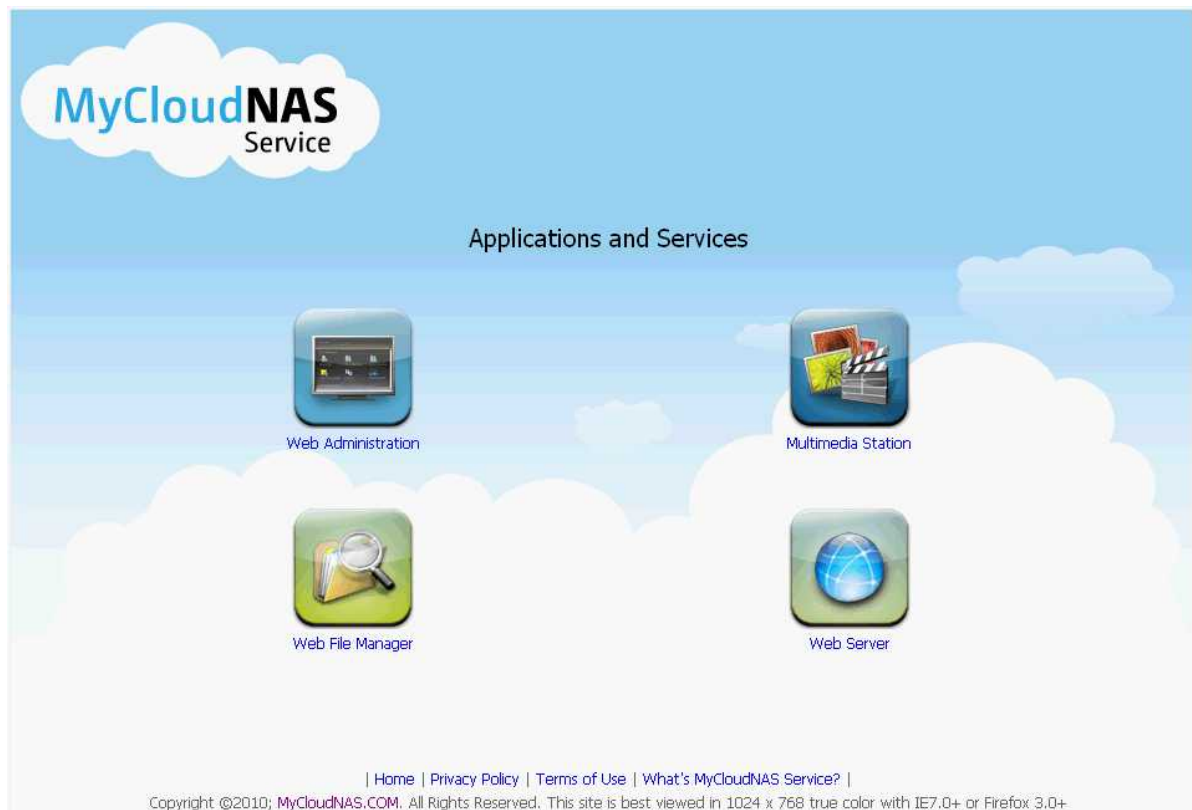 MyCloudNAS
Service
Applications and Services
Web Administration
Multimedia Station
Web File Manager
Web Server
| Home | Privacy Policy | Terms of Use | What's MyCloudNAS Service? |
Copyright ©2010; MyCloudNAS.COM. All Rights Reserved. This site is best viewed in 1024 x 768 true color with IE7.0+ or Firefox 3.0+